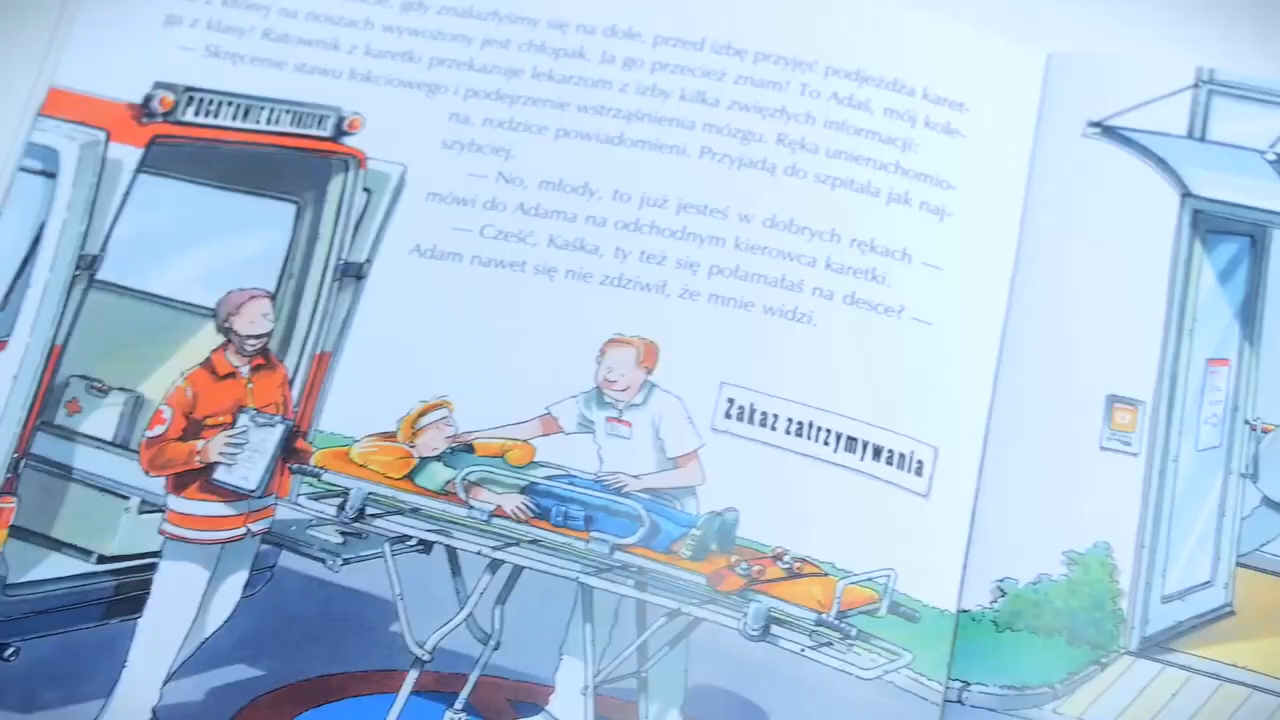 gdy znalazłyśmy się na dole, przed izbę przyjęć podjeżdża karet-
z której na noszach wywożony jest chłopak. Ja go przecież znam! To Adaś, mój kole-
ga z klasy! Ratownik z karetki przekazuje lekarzom z izby kilka zwięzłych informacji:
— Skręcenie stawu łokciowego i podejrzenie wstrząśnienia mózgu. Ręka unieruchomio-
na, rodzice powiadomieni. Przyjadą do szpitala jak naj-
szybciej.
— No, młody, to już jesteś w dobrych rękach —
mówi do Adama na odchodnym kierowca karetki.
— Cześć, Kaśka, ty też się połamałaś na desce? —
Adam nawet się nie zdziwił, że mnie widzi.
POGOTOWIE RATUNKOWE
Zakaz zatrzymywania